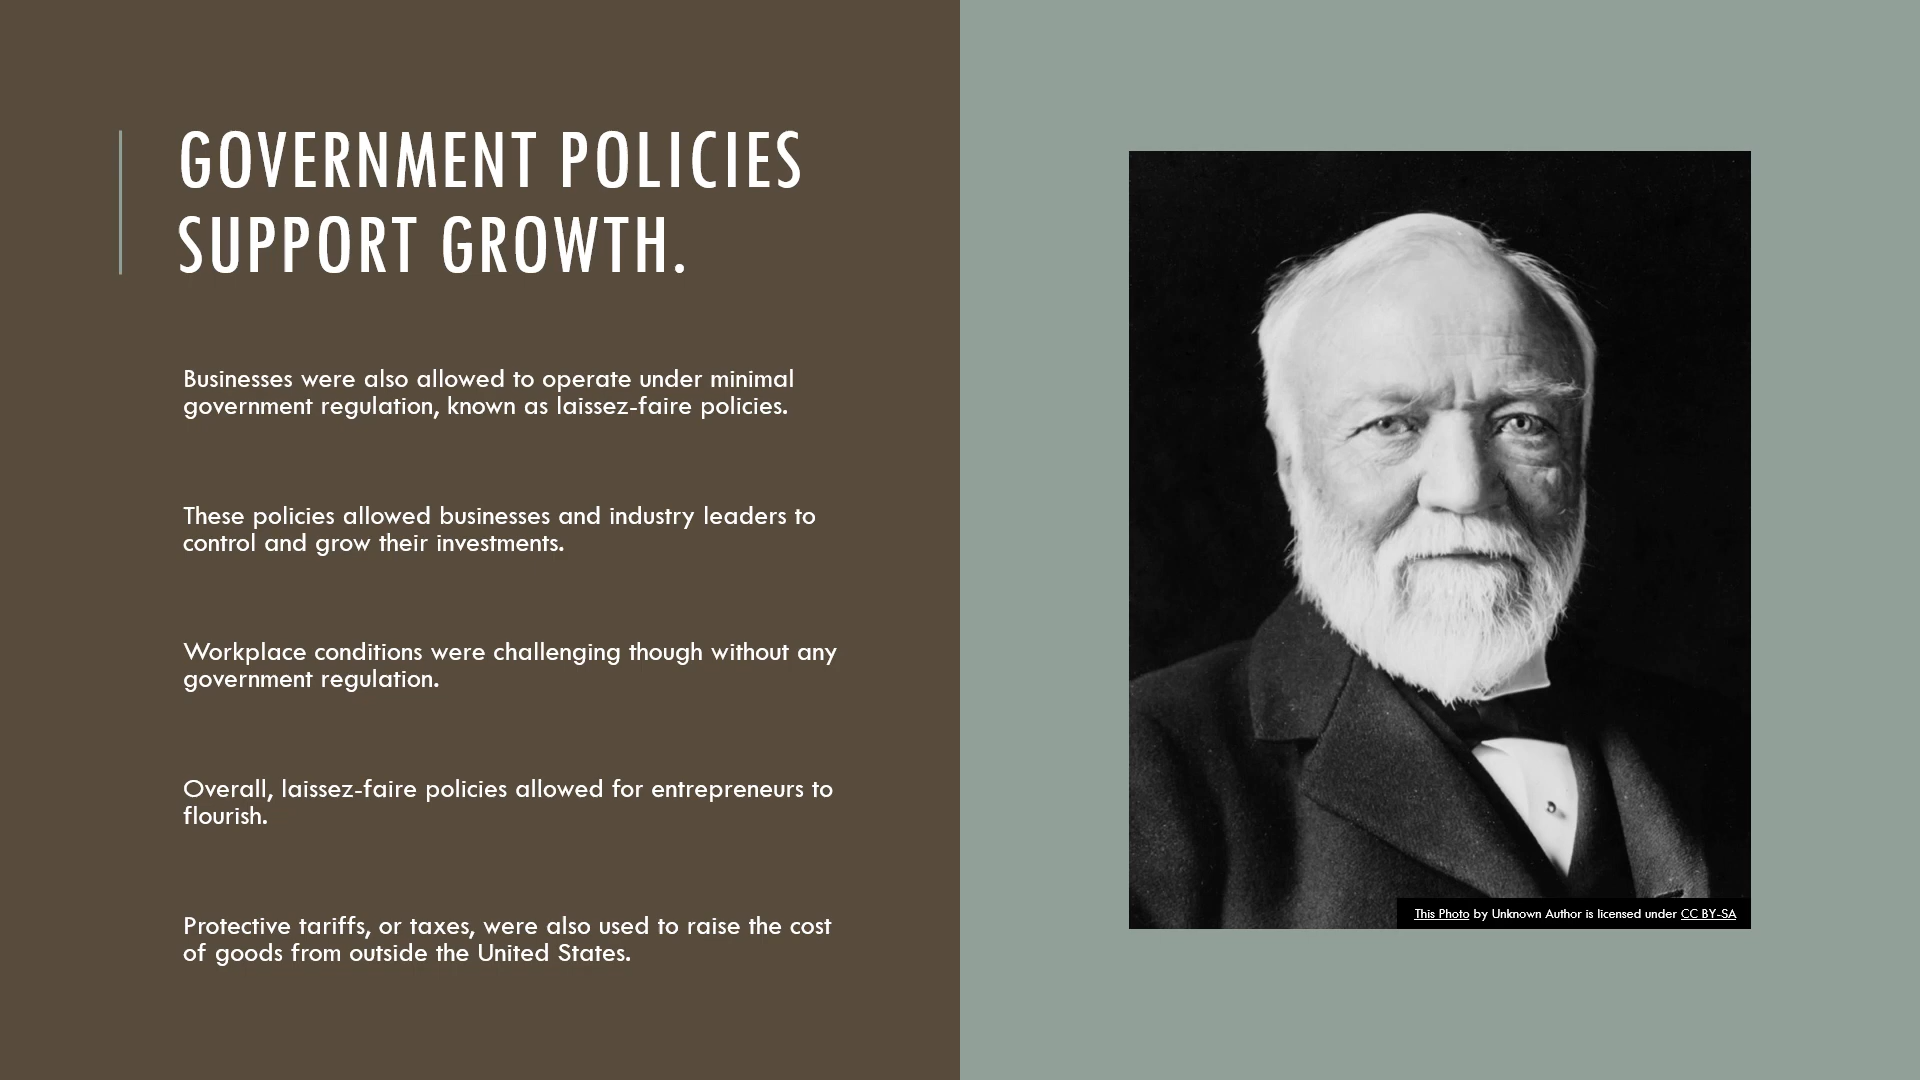 GOVERNMENT POLICIES
SUPPORT GROWTH.
Businesses were also allowed to operate under minimal
government regulation, known as laissez-faire policies.
These policies allowed businesses and industry leaders to
control and grow their investments.
Workplace conditions were challenging though without any
government regulation.
Overall, laissez-faire policies allowed for entrepreneurs to
flourish.
Protective tariffs, or taxes, were also used to raise the cost
of goods from outside the United States.
This Photo by Unknown Author is licensed under CC BY-SA